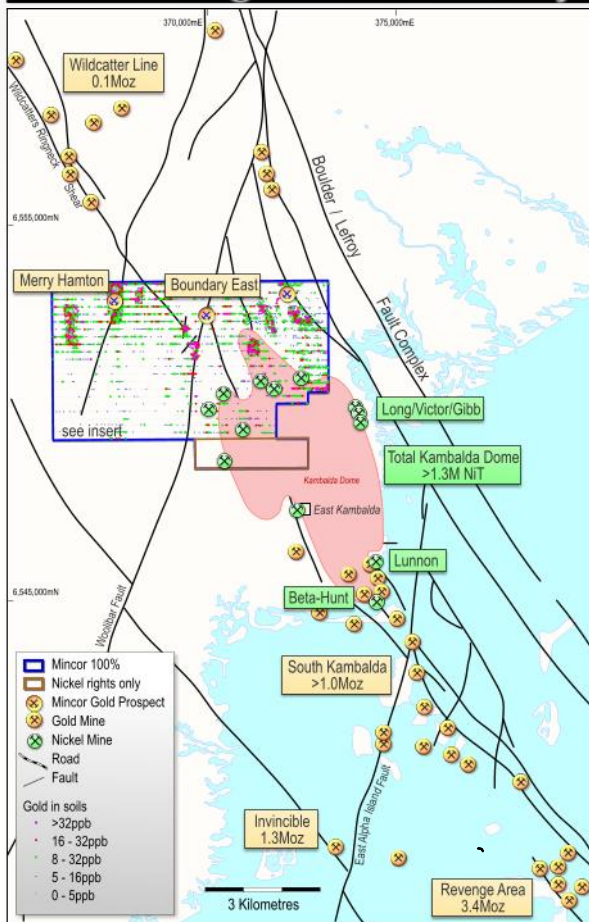 370,000mE
375,000mE
Wildcatter Line
0.1Moz
Wildcatters Ringneck
Shear
Boulder / Lefroy
Fault Complex
6,555,000mN
Merry Hamton
Boundary East
see insert
Long/Victor/Gibb
Total Kambalda Dome
>1.3M NiT
Kambalda Dome
East Kambalda
Lunnon
Beta-Hunt
6,545,000mN
Woolibar Fault
South Kambalda
>1.0Moz
Mincor 100%
Nickel rights only
Mincor Gold Prospect
Gold Mine
Nickel Mine
Road
Fault
Gold in soils
>32ppb
16 - 32ppb
8 - 32ppb
5 - 16ppb
0 - 5ppb
Invincible
1.3Moz
East Alpha Island Fault
3 Kilometres
Revenge Area
3.4Moz